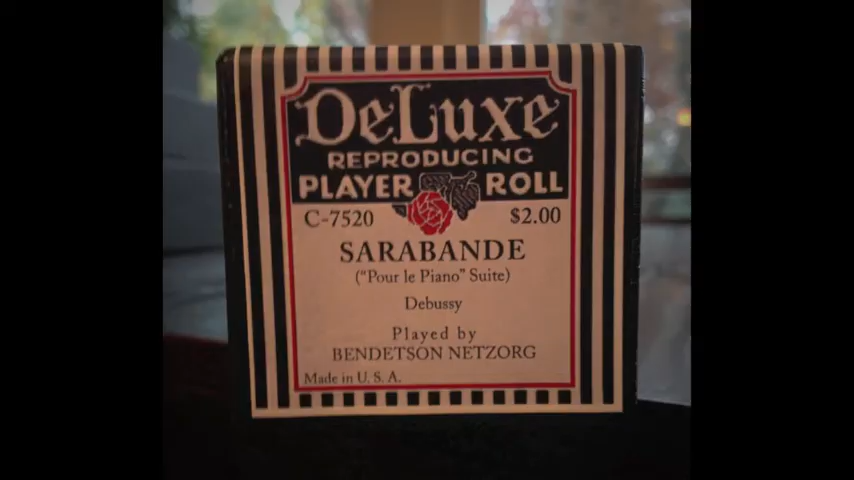 DeLuxe
REPRODUCING
PLAYER ROLL
C-7520 $2.00
SARABANDE
("Pour le Piano" Suite)
Debussy
Played by
BENDETSON NETZORG
Made in U. S. A.